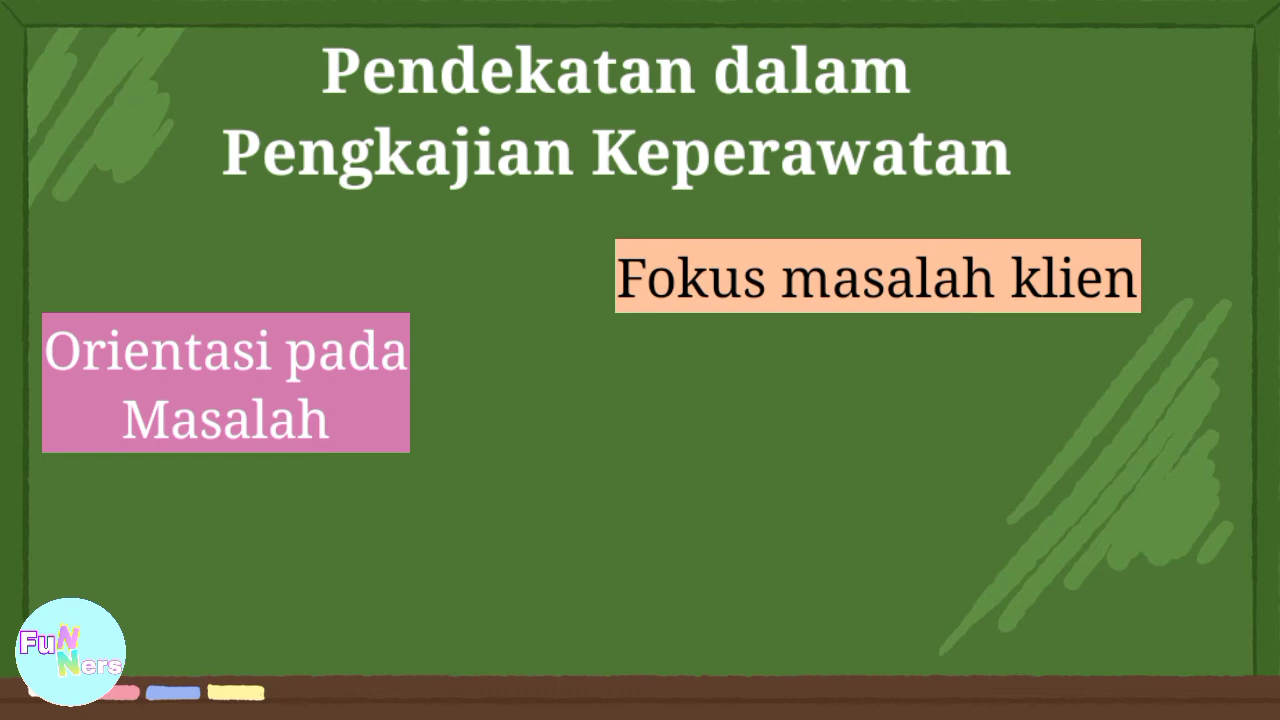 Pendekatan dalam
Pengkajian Keperawatan
Fokus masalah klien
Orientasi pada
Masalah
FuN
Ners